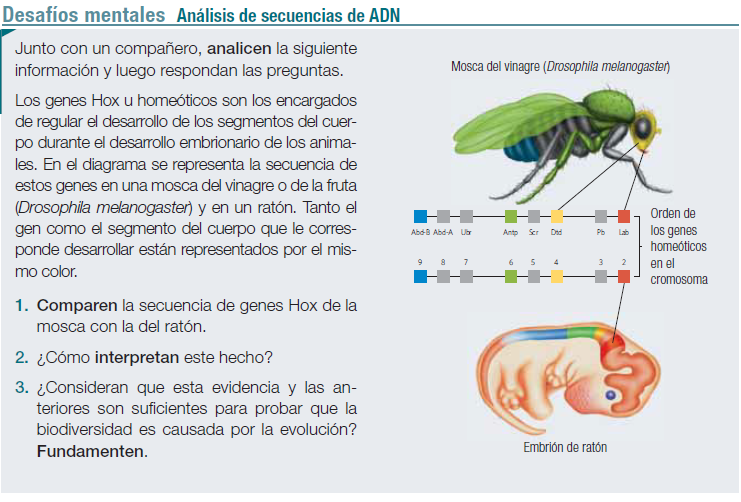 Desafíos mentales Análisis de secuencias de ADN
Junto con un compañero, analicen la siguiente
información y luego respondan las preguntas.
Los genes Hox u homeóticos son los encargados
de regular el desarrollo de los segmentos del cuer-
po durante el desarrollo embrionario de los anima-
les. En el diagrama se representa la secuencia de
estos genes en una mosca del vinagre o de la fruta
(Drosophila melanogaster) y en un ratón. Tanto el
gen como el segmento del cuerpo que le corres-
ponde desarrollar están representados por el mis-
mo color.
1. Comparen la secuencia de genes Hox de la
mosca con la del ratón.
2. ¿Cómo interpretan este hecho?
3. ¿Consideran que esta evidencia y las an-
teriores son suficientes para probar que la
biodiversidad es causada por la evolución?
Fundamenten.
Mosca del vinagre (Drosophila melanogaster)
Abd-B Abd-A Ubr Antp Scr Dtd Pb Lab
9 8 7 6 5 4 3 2
Orden de
los genes
homeóticos
en el
cromosoma
Embrión de ratón